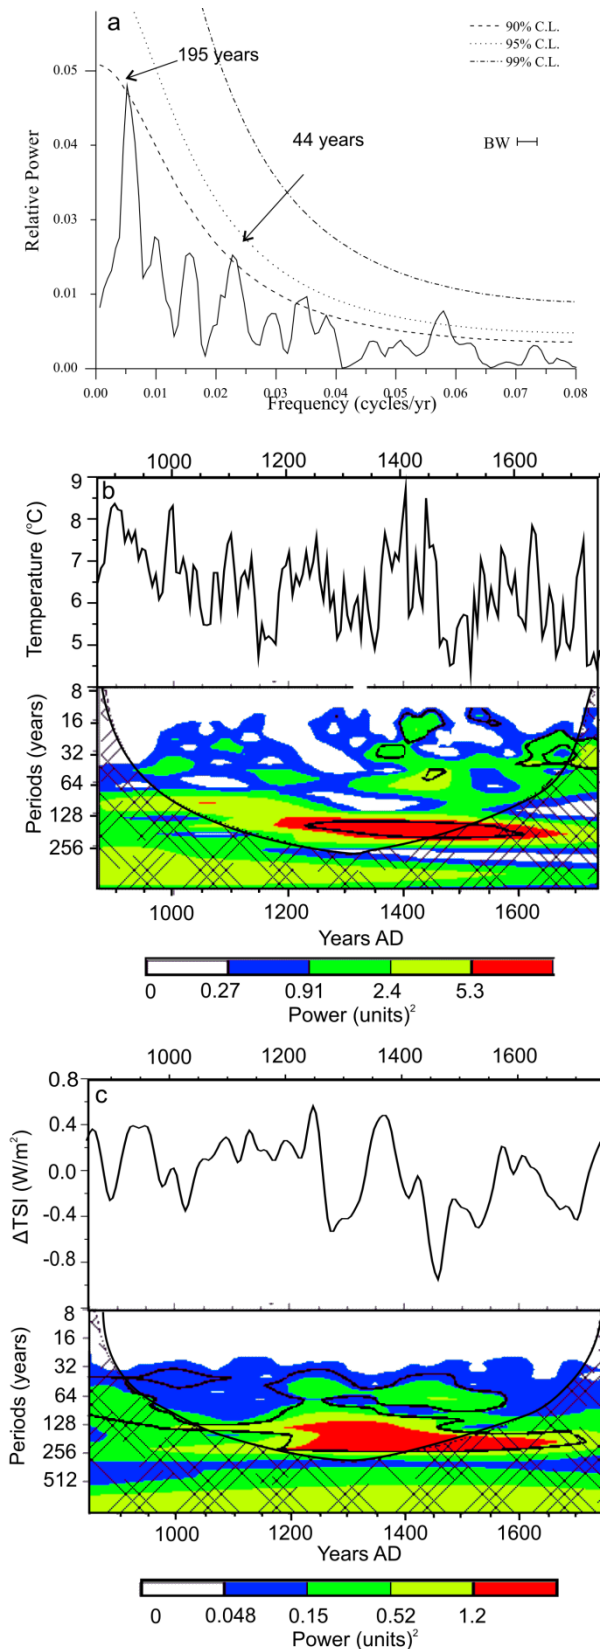 a
90% C.L.
95% C.L.
99% C.L.
195 years
44 years
BW
Relative Power
0.05
0.04
0.03
0.01
0.00
0.00 0.01 0.02 0.03 0.04 0.05 0.06 0.07 0.08
Frequency (cycles/yr)
1000 1200 1400 1600
b
Temperature (°C)
9
8
7
6
5
Periods (years)
8
16
32
64
128
256
1000 1200 1400 1600
Years AD
0 0.27 0.91 2.4 5.3
Power (units)²
1000 1200 1400 1600
c
ΔTSI (W/m²)
0.8
0.4
0.0
-0.4
-0.8
Periods (years)
8
16
32
64
128
256
512
1000 1200 1400 1600
Years AD
0 0.048 0.15 0.52 1.2
Power (units)²